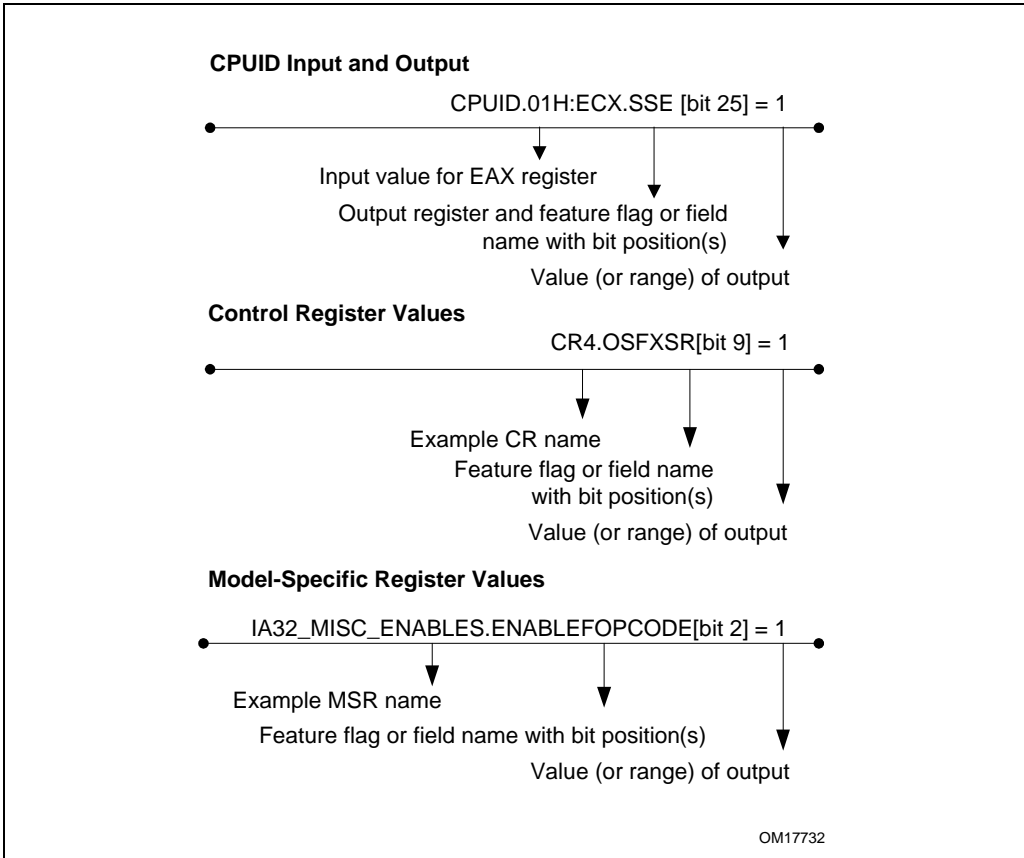 CPUID Input and Output
CPUID.01H:ECX.SSE [bit 25] = 1
Input value for EAX register
Output register and feature flag or field
name with bit position(s)
Value (or range) of output
Control Register Values
CR4.OSFXSR[bit 9] = 1
Example CR name
Feature flag or field name
with bit position(s)
Value (or range) of output
Model-Specific Register Values
IA32_MISC_ENABLES.ENABLEFOPCODE[bit 2] = 1
Example MSR name
Feature flag or field name with bit position(s)
Value (or range) of output
OM17732